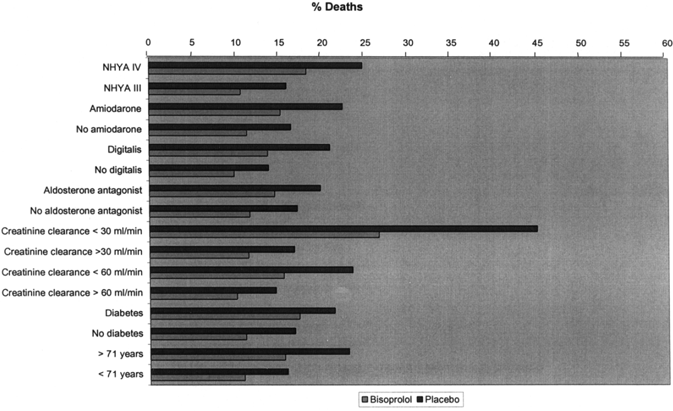 % Deaths
0 5 10 15 20 25 30 35 40 45 50 55 60
NHYA IV
NHYA III
Amiodarone
No amiodarone
Digitalis
No digitalis
Aldosterone antagonist
No aldosterone antagonist
Creatinine clearance < 30 ml/min
Creatinine clearance >30 ml/min
Creatinine clearance < 60 ml/min
Creatinine clearance > 60 ml/min
Diabetes
No diabetes
> 71 years
< 71 years
Bisoprolol Placebo